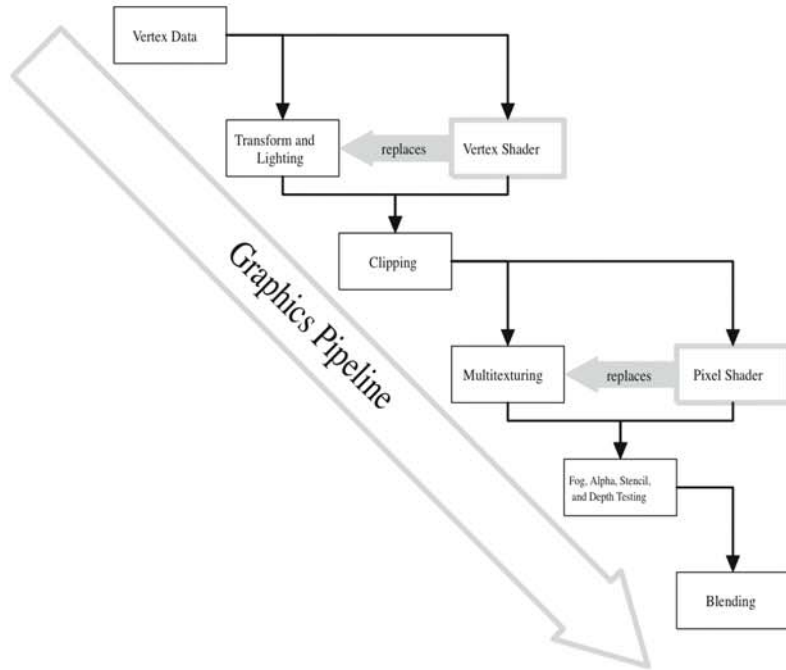 Vertex Data
Transform and
Lighting
replaces
Vertex Shader
Clipping
Graphics Pipeline
Multitexturing
replaces
Pixel Shader
Fog, Alpha, Stencil,
and Depth Testing
Blending